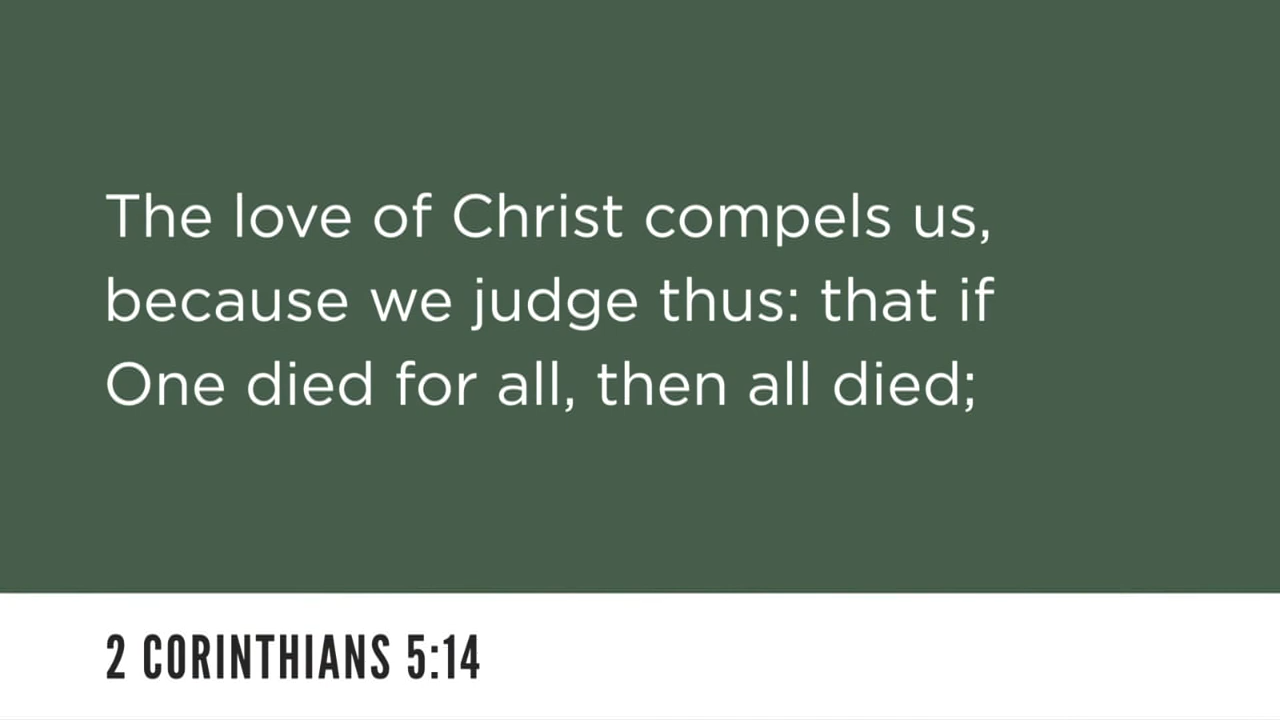 The love of Christ compels us,
because we judge thus: that if
One died for all, then all died;
2 CORINTHIANS 5:14